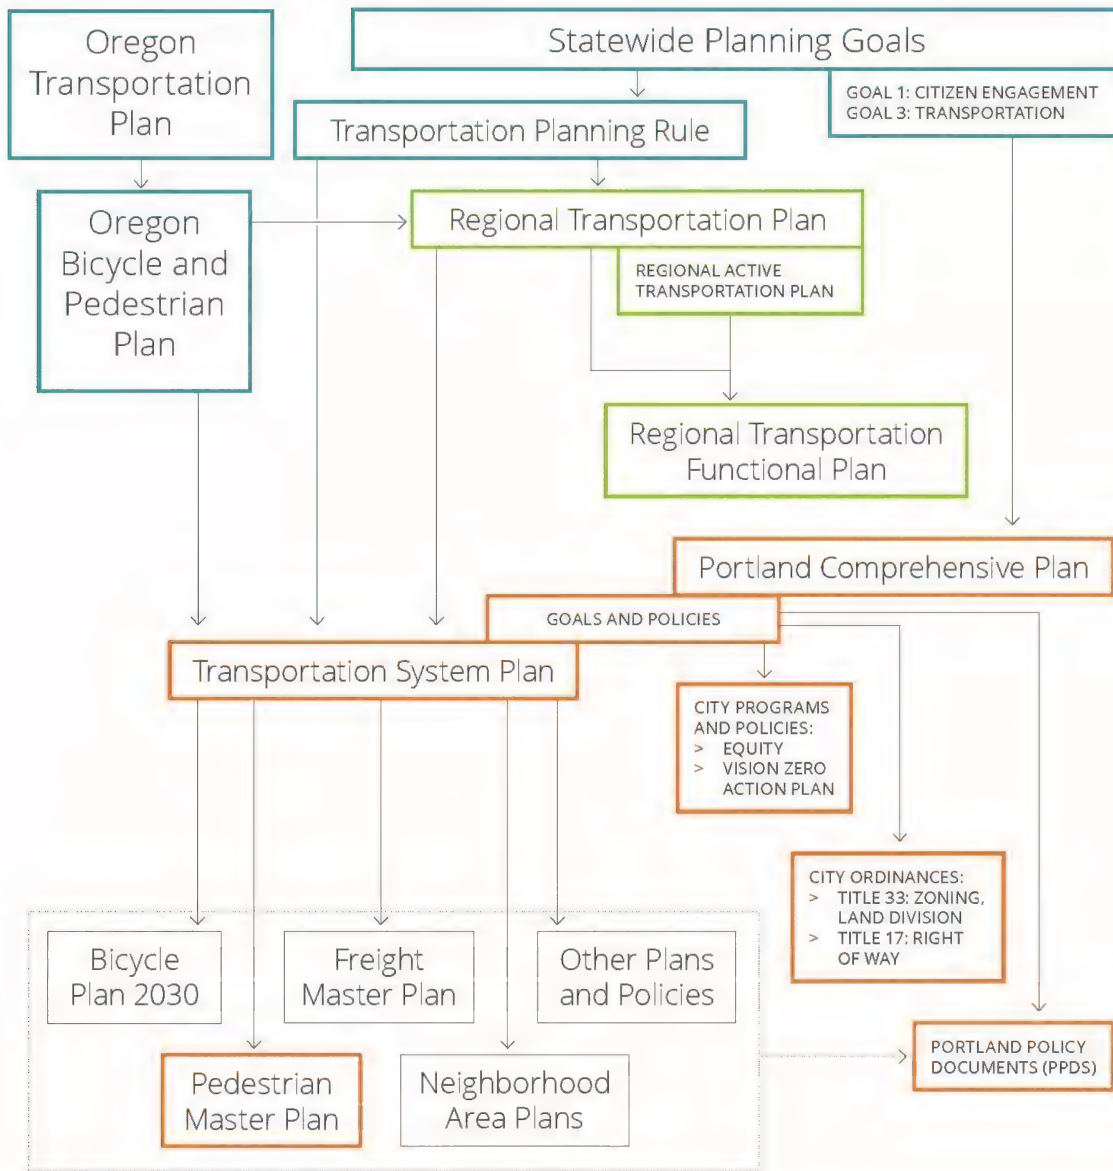 Oregon
Transportation
Plan
Statewide Planning Goals
GOAL 1: CITIZEN ENGAGEMENT
GOAL 3: TRANSPORTATION
Transportation Planning Rule
Oregon
Bicycle and
Pedestrian
Plan
Regional Transportation Plan
REGIONAL ACTIVE
TRANSPORTATION PLAN
Regional Transportation
Functional Plan
Portland Comprehensive Plan
GOALS AND POLICIES
Transportation System Plan
CITY PROGRAMS
AND POLICIES:
> EQUITY
> VISION ZERO
ACTION PLAN
CITY ORDINANCES:
> TITLE 33: ZONING,
LAND DIVISION
> TITLE 17: RIGHT
OF WAY
Bicycle
Plan 2030
Freight
Master Plan
Other Plans
and Policies
Pedestrian
Master Plan
Neighborhood
Area Plans
PORTLAND POLICY
DOCUMENTS (PPDS)